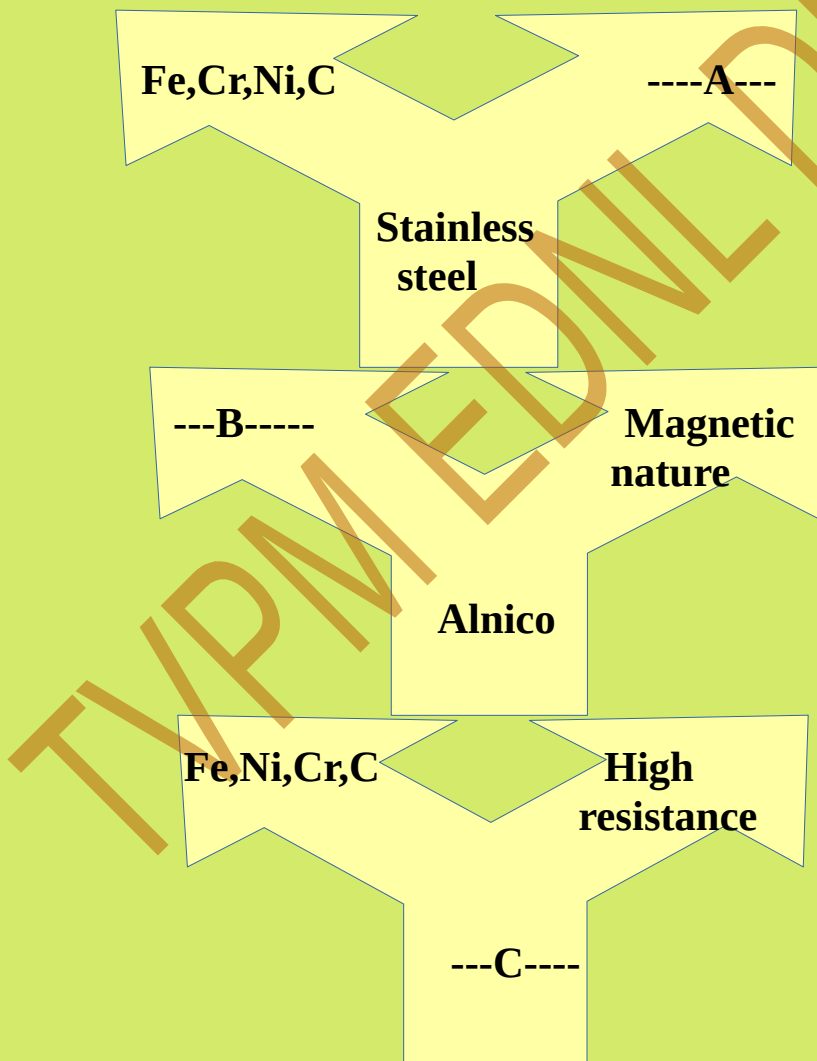 Fe,Cr,Ni,C
----A---
Stainless
steel
---B-----
Magnetic
nature
Alnico
Fe,Ni,Cr,C
High
resistance
---C----
TVPM EDNL D